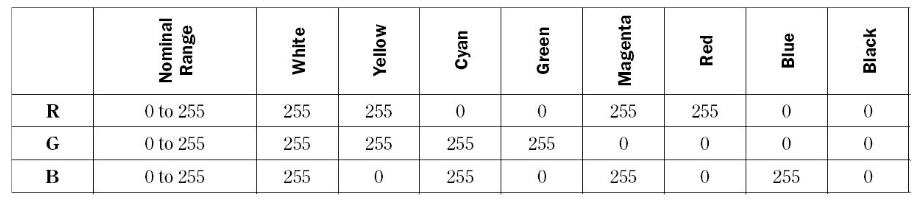 Nominal Range White Yellow Cyan Green Magenta Red Blue Black
R 0 to 255 255 255 0 0 255 255 0 0
G 0 to 255 255 255 255 255 0 0 0 0
B 0 to 255 255 0 255 0 255 0 255 0